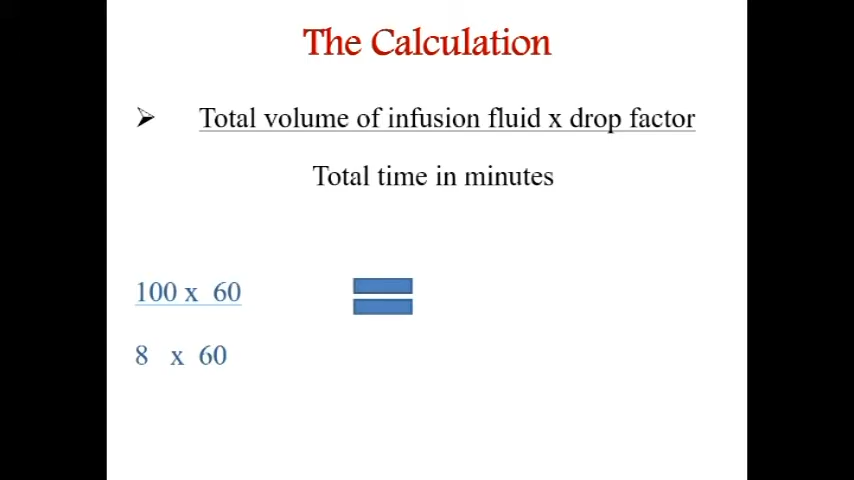 The Calculation
➢ Total volume of infusion fluid x drop factor
Total time in minutes
100 x 60
8 x 60